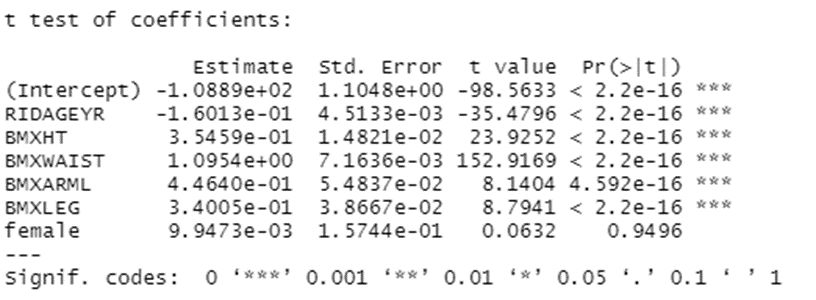 t test of coefficients:
Estimate Std. Error t value Pr(>|t|)
(Intercept) -1.0889e+02 1.1048e+00 -98.5633 < 2.2e-16 ***
RIDAGEYR -1.6013e-01 4.5133e-03 -35.4796 < 2.2e-16 ***
BMXHT 3.5459e-01 1.4821e-02 23.9252 < 2.2e-16 ***
BMXWAIST 1.0954e+00 7.1636e-03 152.9169 < 2.2e-16 ***
BMXARML 4.4640e-01 5.4837e-02 8.1404 4.592e-16 ***
BMXLEG 3.4005e-01 3.8667e-02 8.7941 < 2.2e-16 ***
female 9.9473e-03 1.5744e-01 0.0632 0.9496
---
Signif. codes: 0 ‘***’ 0.001 ‘**’ 0.01 ‘*’ 0.05 ‘.’ 0.1 ‘ ’ 1